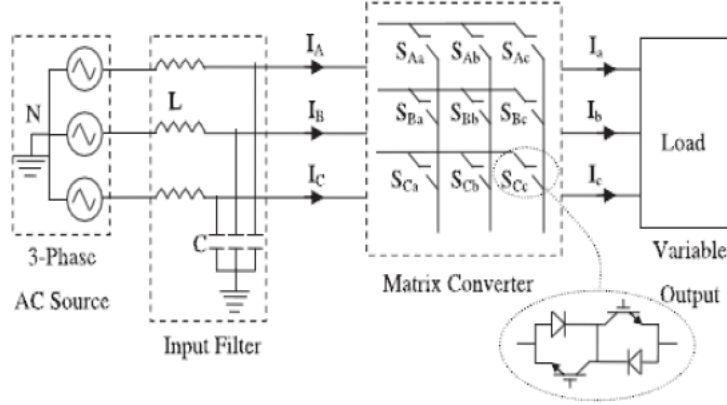 I_A
I_a
S_Aa S_Ab S_Ac
N
L
I_B
I_b
S_Ba S_Bb S_Bc
Load
I_C
I_c
S_Ca S_Cb S_Cc
C
3-Phase
AC Source
Input Filter
Matrix Converter
Variable
Output